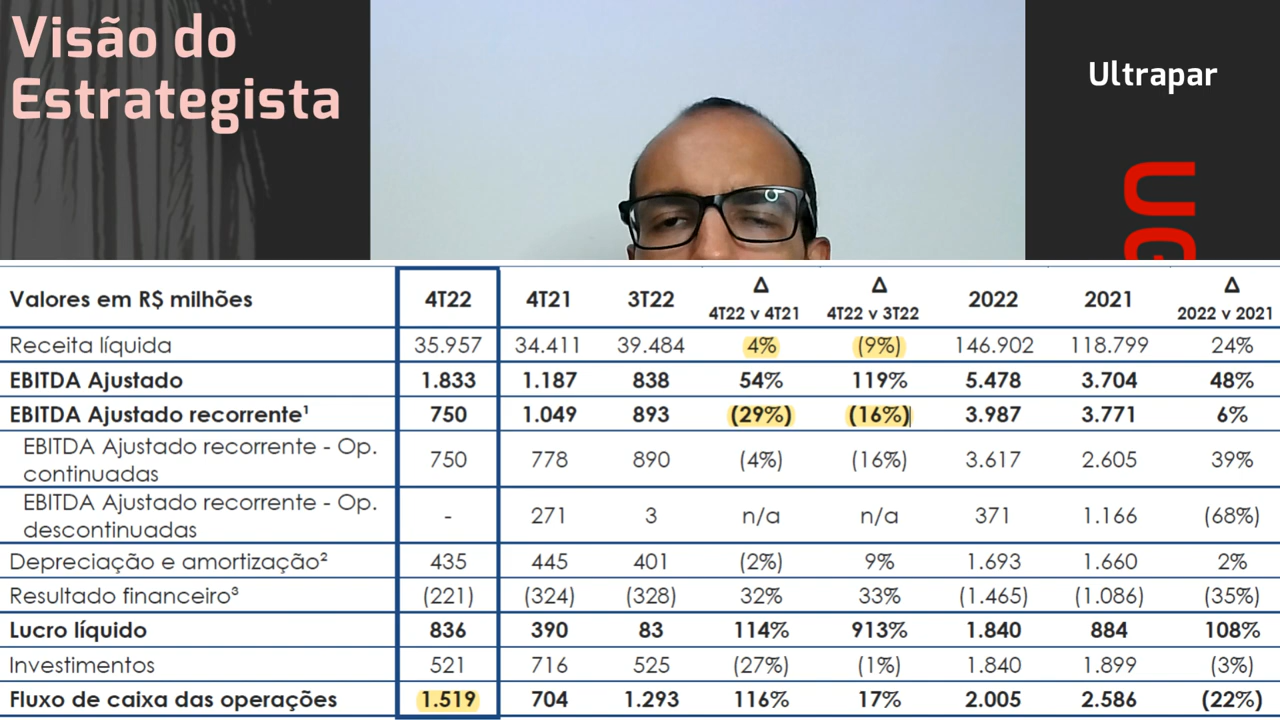 Visão do
Estrategista
Ultrapar
UG
Valores em R$ milhões 4T22 4T21 3T22 Δ 4T22 v 4T21 Δ 4T22 v 3T22 2022 2021 Δ 2022 v 2021
Receita líquida 35.957 34.411 39.484 4% (9%) 146.902 118.799 24%
EBITDA Ajustado 1.833 1.187 838 54% 119% 5.478 3.704 48%
EBITDA Ajustado recorrente¹ 750 1.049 893 (29%) (16%) 3.987 3.771 6%
EBITDA Ajustado recorrente - Op.
continuadas 750 778 890 (4%) (16%) 3.617 2.605 39%
EBITDA Ajustado recorrente - Op.
descontinuadas - 271 3 n/a n/a 371 1.166 (68%)
Depreciação e amortização² 435 445 401 (2%) 9% 1.693 1.660 2%
Resultado financeiro³ (221) (324) (328) 32% 33% (1.465) (1.086) (35%)
Lucro líquido 836 390 83 114% 913% 1.840 884 108%
Investimentos 521 716 525 (27%) (1%) 1.840 1.899 (3%)
Fluxo de caixa das operações 1.519 704 1.293 116% 17% 2.005 2.586 (22%)